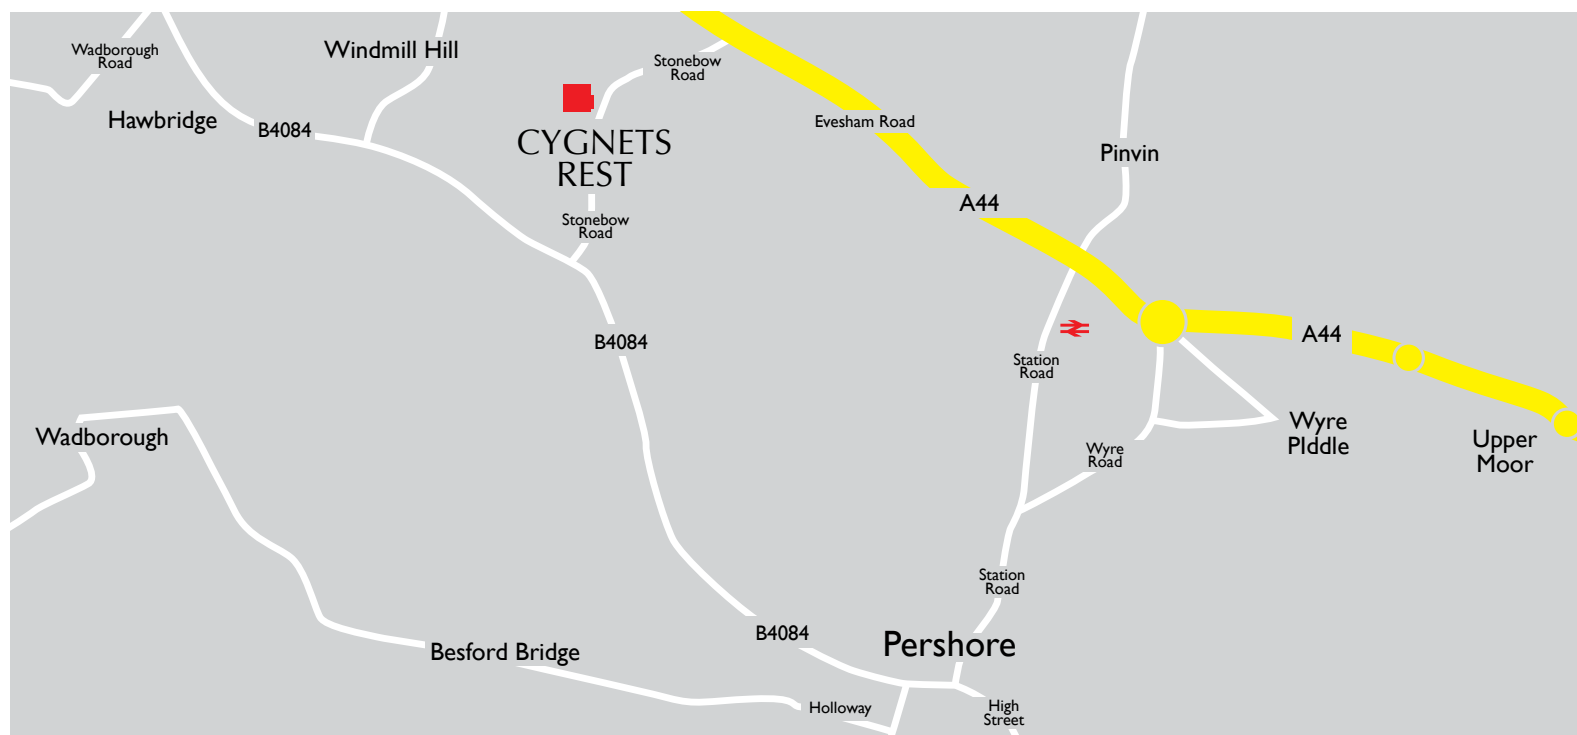 Wadborough
Road
Windmill Hill
Stonebow
Road
Hawbridge
B4084
Evesham Road
CYGNETS
REST
Pinvin
A44
Stonebow
Road
B4084
A44
Station
Road
Wadborough
Wyre
Road
Wyre
PIddle
Upper
Moor
Station
Road
B4084
Pershore
Besford Bridge
Holloway
High
Street